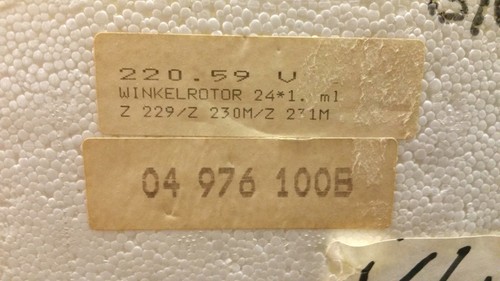 220.59 V
WINKELROTOR 24*1. ml
Z 229/Z 230M/Z 231M
04 976 100B